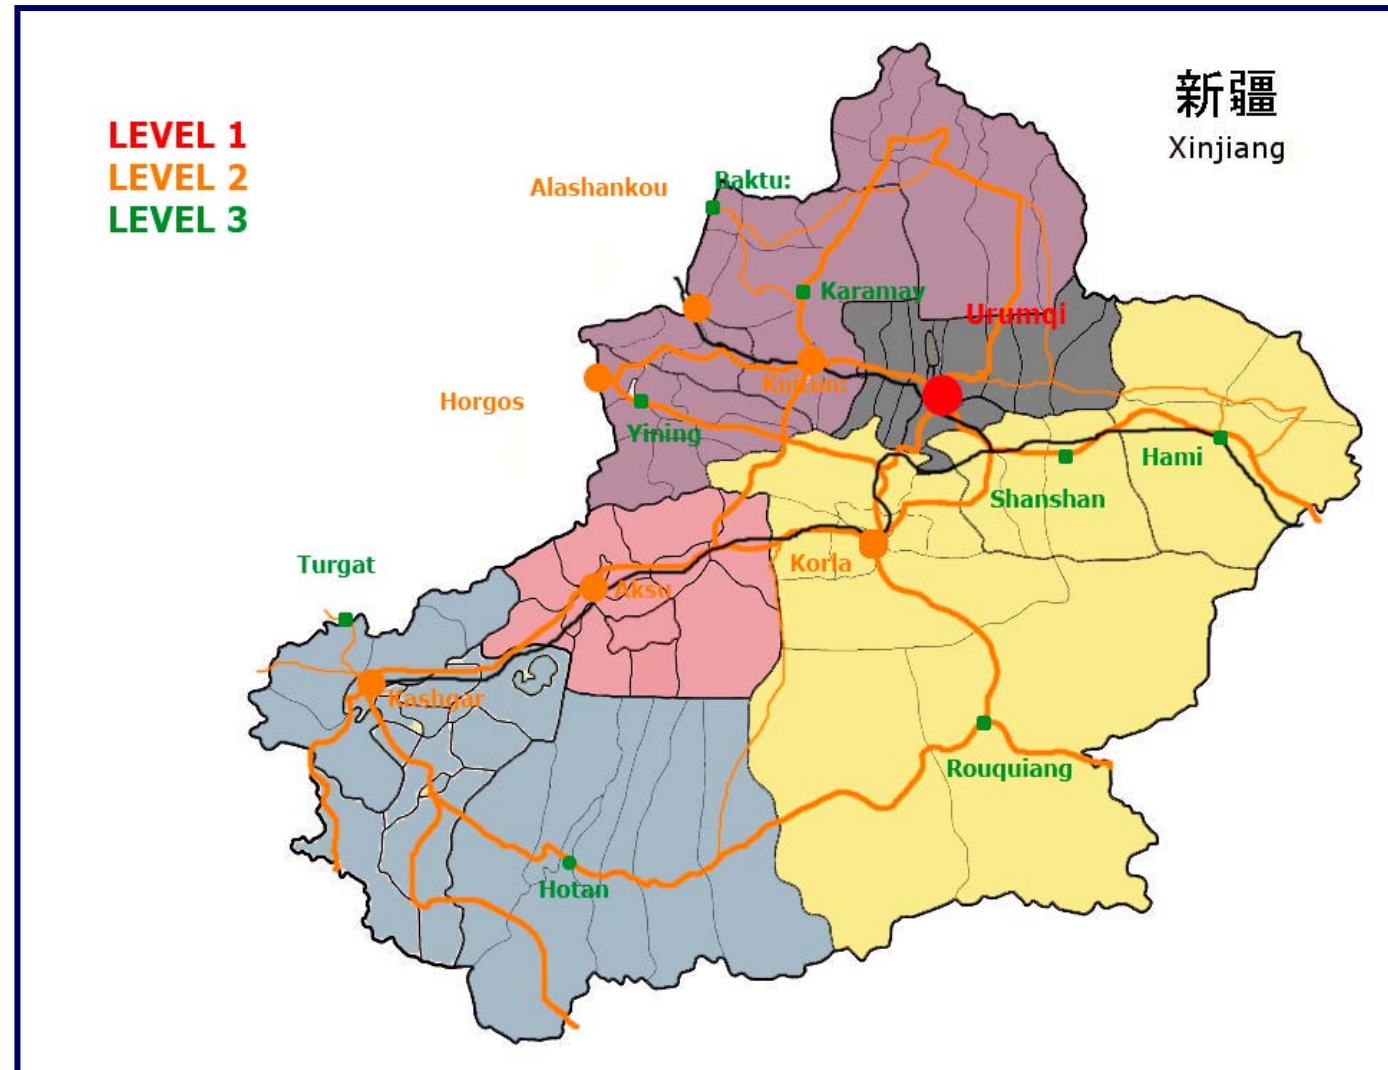 新疆
Xinjiang
LEVEL 1
LEVEL 2
LEVEL 3
Alashankou
Baktu:
Karamay
Urumqi
Kuitun:
Horgos
Yining
Hami
Shanshan
Turgat
Korla
Aksu
Kashgar
Rouquiang
Hotan